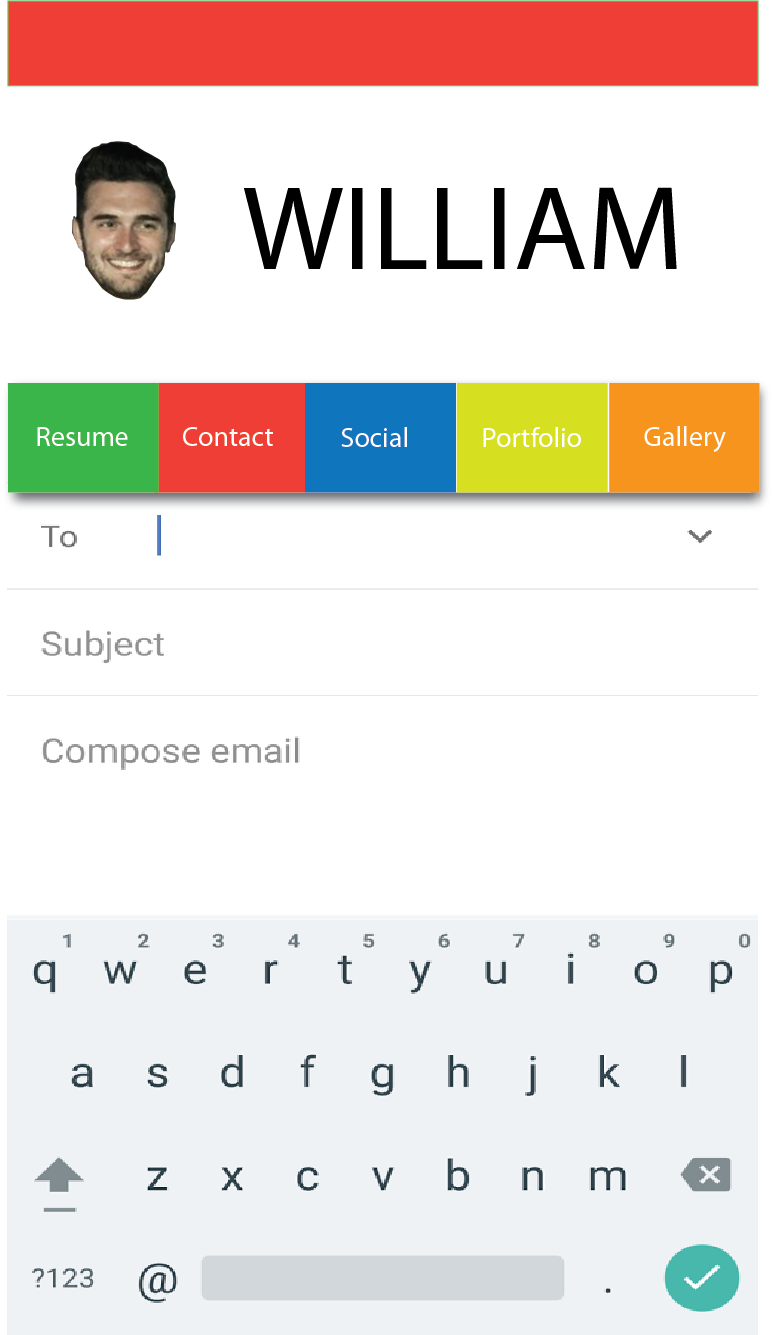 WILLIAM
Resume Contact Social Portfolio Gallery
To
Subject
Compose email
1 2 3 4 5 6 7 8 9 0
q w e r t y u i o p
a s d f g h j k l
z x c v b n m
?123 @ .